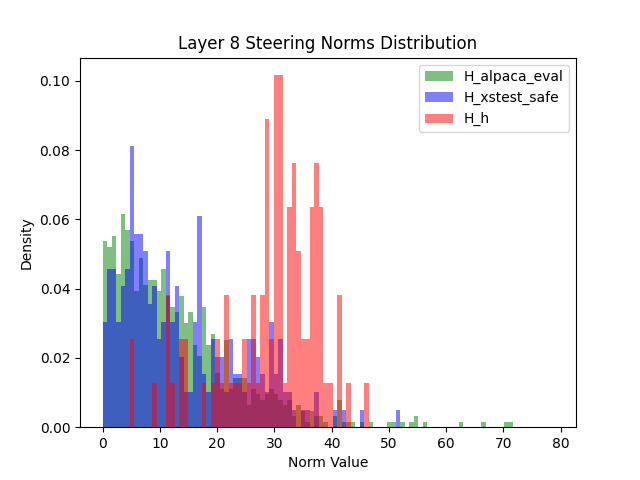 Layer 8 Steering Norms Distribution
H_alpaca_eval
H_xstest_safe
H_h
0.10
0.08
0.06
0.04
0.02
0.00
Density
0 10 20 30 40 50 60 70 80
Norm Value